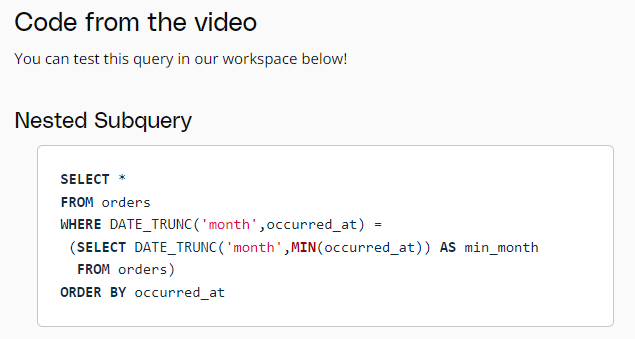 Code from the video
You can test this query in our workspace below!
Nested Subquery
SELECT *
FROM orders
WHERE DATE_TRUNC('month',occurred_at) =
(SELECT DATE_TRUNC('month',MIN(occurred_at)) AS min_month
FROM orders)
ORDER BY occurred_at